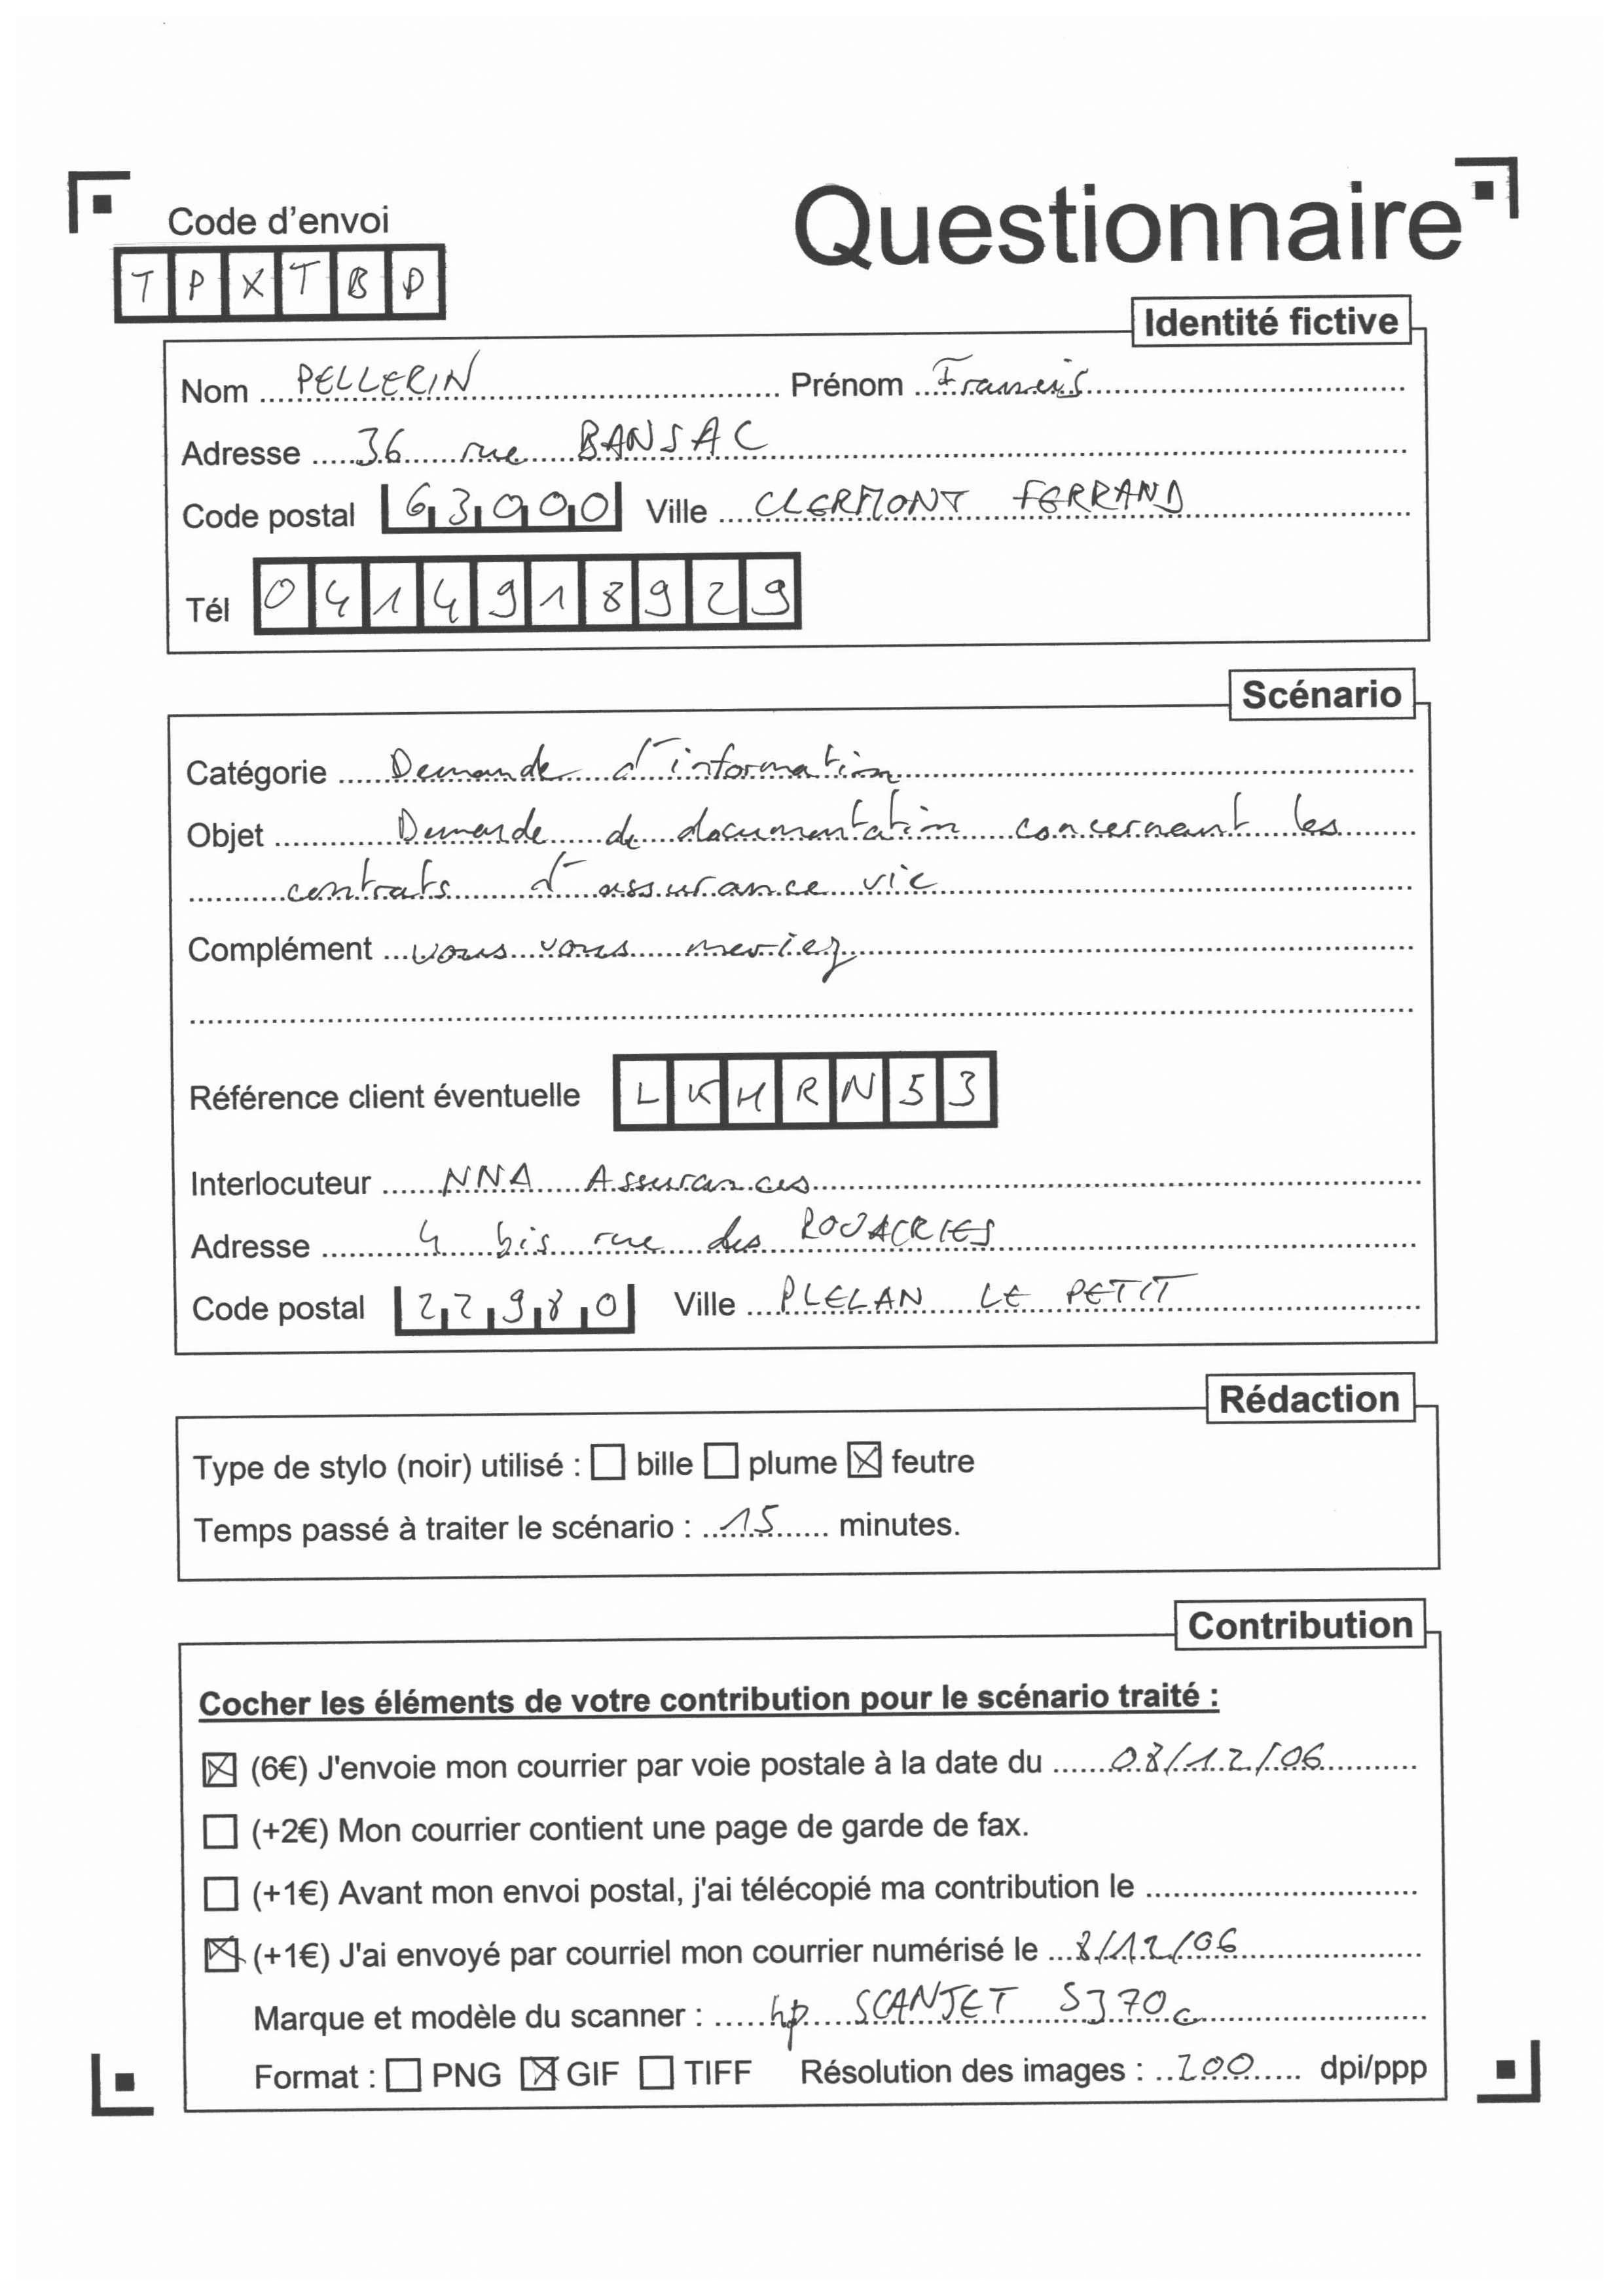 Code d'envoi
Questionnaire
T P X T B D
Identité fictive
Nom PELLERIN Prénom Francis
Adresse 36 rue BANSAC
Code postal 63000 Ville CLERMONT FERRAND
Tél 0414918929
Scénario
Catégorie Demande d'information
Objet Demande de documentation concernant les
contrats d'assurance vie
Complément vous vous mariez
Référence client éventuelle LKHRN53
Interlocuteur NNA Assurances
Adresse 4 bis rue des
Code postal 22980 Ville PLELAN LE PETIT
Rédaction
Type de stylo (noir) utilisé : ☐ bille ☐ plume ☒ feutre
Temps passé à traiter le scénario : 15 minutes.
Contribution
Cocher les éléments de votre contribution pour le scénario traité :
☒ (6€) J'envoie mon courrier par voie postale à la date du 08/12/06
☐ (+2€) Mon courrier contient une page de garde de fax.
☐ (+1€) Avant mon envoi postal, j'ai télécopié ma contribution le
☒ (+1€) J'ai envoyé par courriel mon courrier numérisé le 8/12/06
Marque et modèle du scanner : hp SCANJET 5370c
Format : ☐ PNG ☒ GIF ☐ TIFF Résolution des images : 200 dpi/ppp